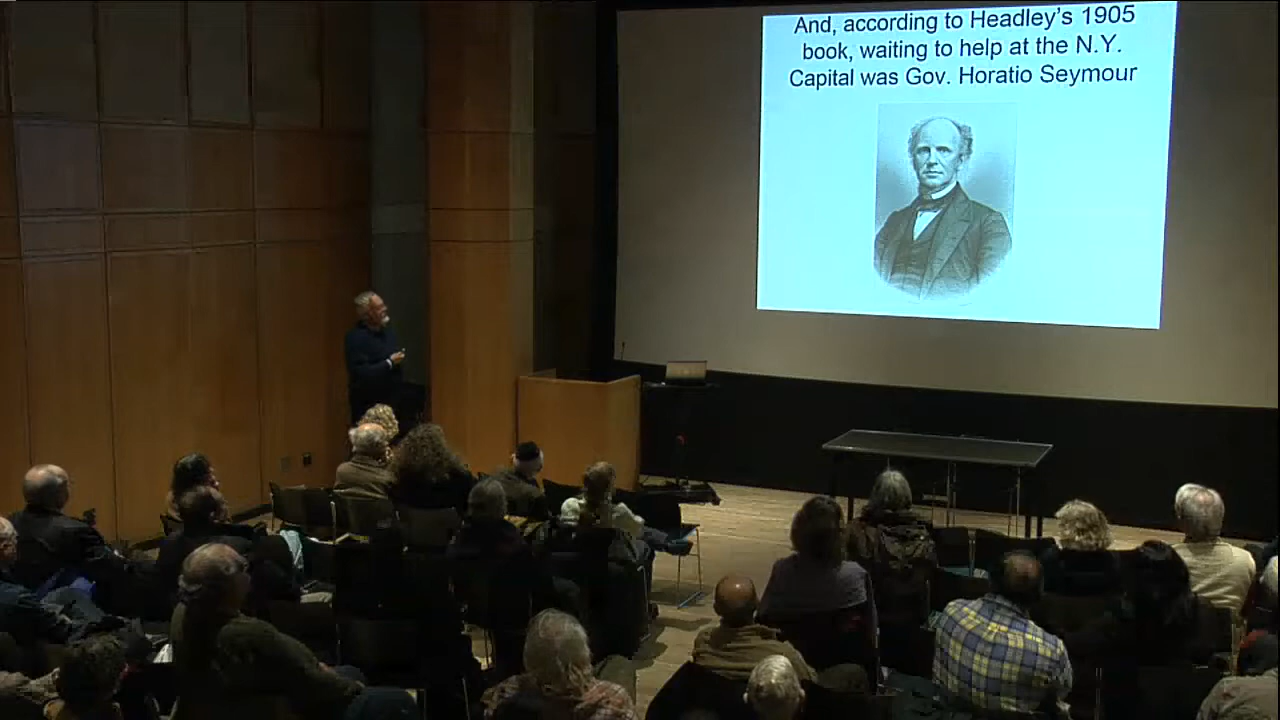 And, according to Headley's 1905
book, waiting to help at the N.Y.
Capital was Gov. Horatio Seymour